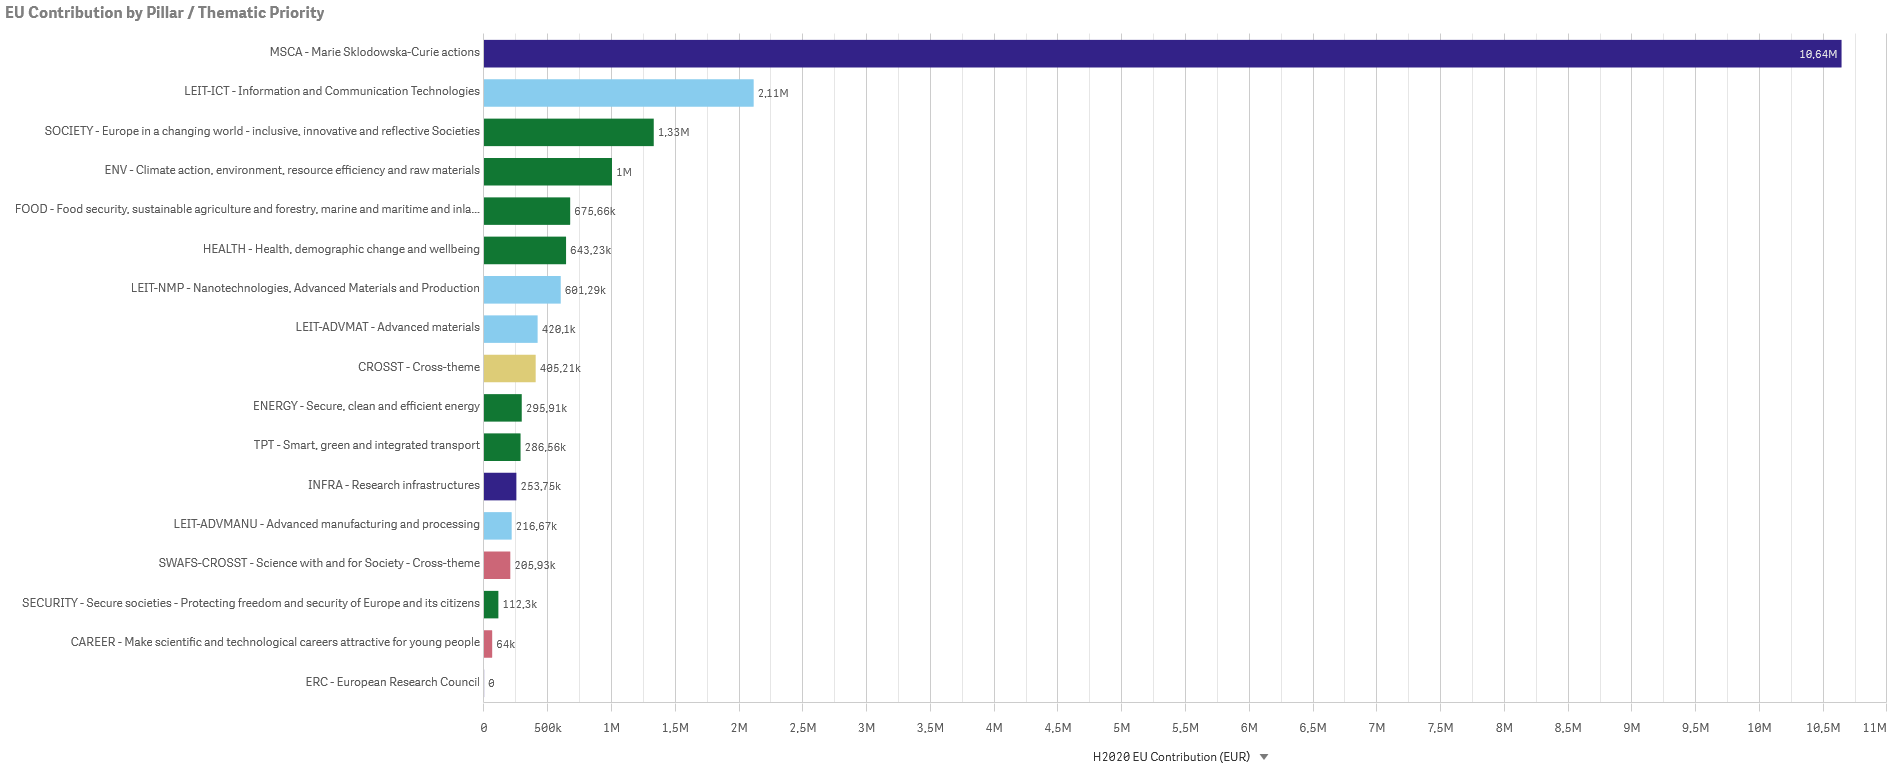 EU Contribution by Pillar / Thematic Priority
MSCA - Marie Sklodowska-Curie actions 10,64M
LEIT-ICT - Information and Communication Technologies 2,11M
SOCIETY - Europe in a changing world - inclusive, innovative and reflective Societies 1,33M
ENV - Climate action, environment, resource efficiency and raw materials 1M
FOOD - Food security, sustainable agriculture and forestry, marine and maritime and inla... 675,66k
HEALTH - Health, demographic change and wellbeing 643,23k
LEIT-NMP - Nanotechnologies, Advanced Materials and Production 601,29k
LEIT-ADVMAT - Advanced materials 420,1k
CROSST - Cross-theme 405,21k
ENERGY - Secure, clean and efficient energy 295,91k
TPT - Smart, green and integrated transport 286,56k
INFRA - Research infrastructures 253,75k
LEIT-ADVMANU - Advanced manufacturing and processing 216,67k
SWAFS-CROSST - Science with and for Society - Cross-theme 205,93k
SECURITY - Secure societies - Protecting freedom and security of Europe and its citizens 112,3k
CAREER - Make scientific and technological careers attractive for young people 64k
ERC - European Research Council 0
0 500k 1M 1,5M 2M 2,5M 3M 3,5M 4M 4,5M 5M 5,5M 6M 6,5M 7M 7,5M 8M 8,5M 9M 9,5M 10M 10,5M 11M
H2020 EU Contribution (EUR)